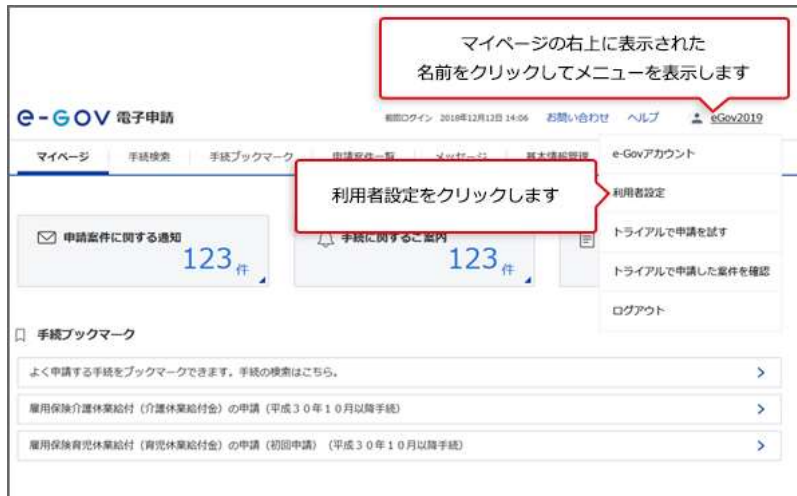 マイページの右上に表示された
名前をクリックしてメニューを表示します
e-GOV 電子申請
前回ログイン 2018年12月12日 14:06 お問い合わせ ヘルプ eGov2019
マイページ 手続検索 手続ブックマーク 申請案件一覧 メッセージ 基本情報管理
e-Govアカウント
利用者設定をクリックします
利用者設定
トライアルで申請を試す
トライアルで申請した案件を確認
ログアウト
申請案件に関する通知
123件
手続に関するご案内
123件
手続ブックマーク
よく申請する手続をブックマークできます。手続の検索はこちら。
雇用保険介護休業給付（介護休業給付金）の申請（平成３０年１０月以降手続）
雇用保険育児休業給付（育児休業給付金）の申請（初回申請）（平成３０年１０月以降手続）